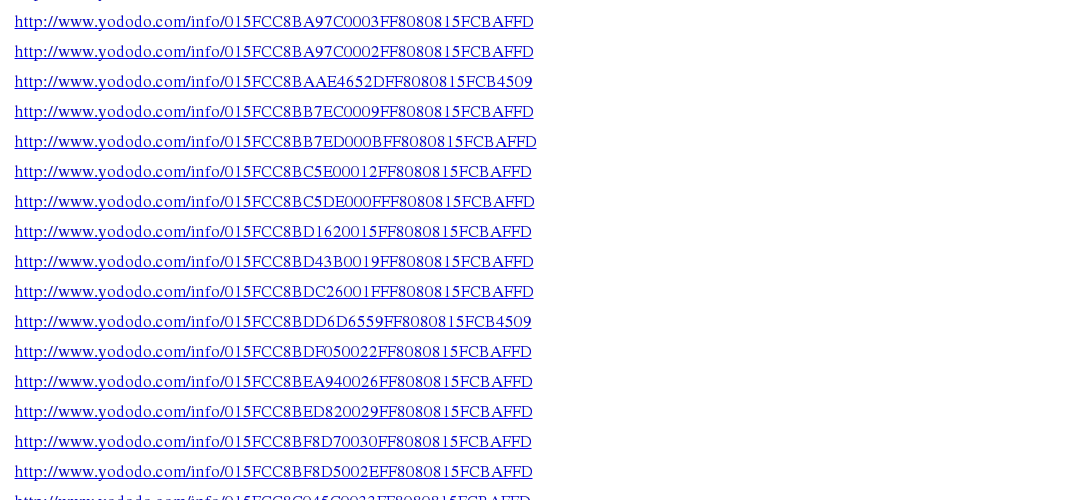 http://www.yododo.com/info/015FCC8BA97C0003FF8080815FCBAFFD
http://www.yododo.com/info/015FCC8BA97C0002FF8080815FCBAFFD
http://www.yododo.com/info/015FCC8BAAE4652DFF8080815FCB4509
http://www.yododo.com/info/015FCC8BB7EC0009FF8080815FCBAFFD
http://www.yododo.com/info/015FCC8BB7ED000BFF8080815FCBAFFD
http://www.yododo.com/info/015FCC8BC5E00012FF8080815FCBAFFD
http://www.yododo.com/info/015FCC8BC5DE000FFF8080815FCBAFFD
http://www.yododo.com/info/015FCC8BD1620015FF8080815FCBAFFD
http://www.yododo.com/info/015FCC8BD43B0019FF8080815FCBAFFD
http://www.yododo.com/info/015FCC8BDC26001FFF8080815FCBAFFD
http://www.yododo.com/info/015FCC8BDD6D6559FF8080815FCB4509
http://www.yododo.com/info/015FCC8BDF050022FF8080815FCBAFFD
http://www.yododo.com/info/015FCC8BEA940026FF8080815FCBAFFD
http://www.yododo.com/info/015FCC8BED820029FF8080815FCBAFFD
http://www.yododo.com/info/015FCC8BF8D70030FF8080815FCBAFFD
http://www.yododo.com/info/015FCC8BF8D5002EFF8080815FCBAFFD